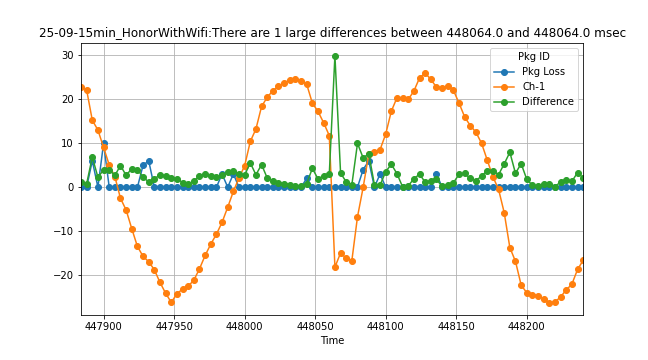 25-09-15min_HonorWithWifi:There are 1 large differences between 448064.0 and 448064.0 msec
30
20
10
0
−10
−20
Pkg ID
Pkg Loss
Ch-1
Difference
447900
447950
448000
448050
448100
448150
448200
Time